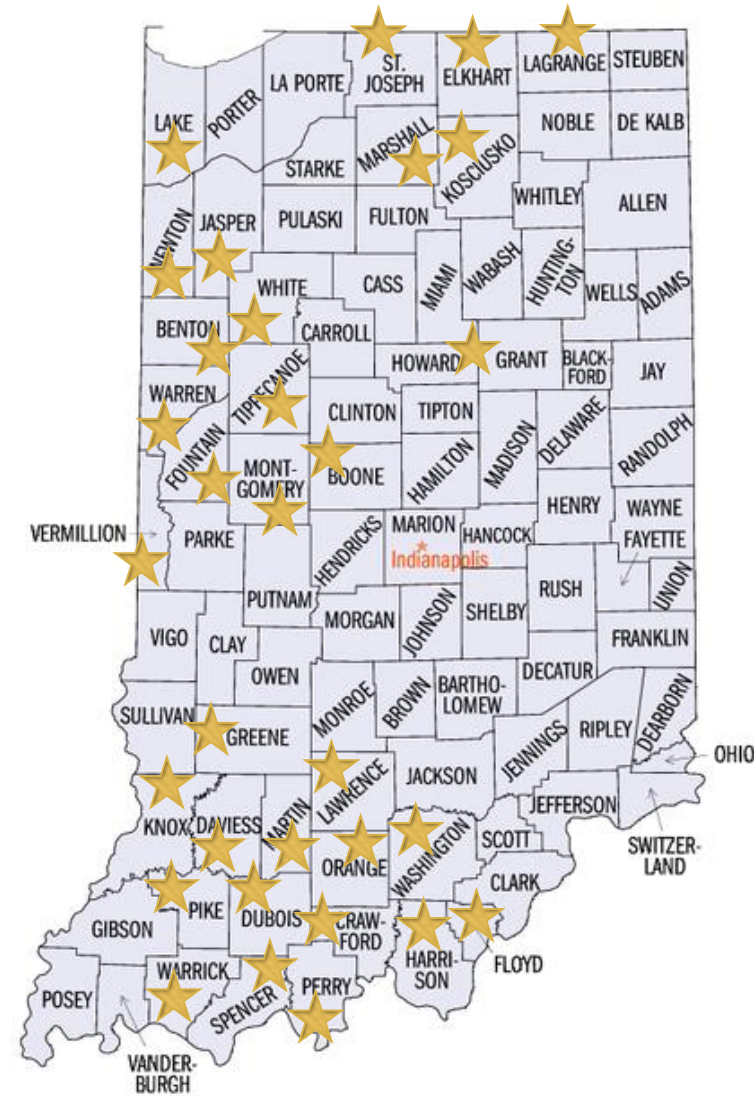 ST.
JOSEPH
ELKHART
LAGRANGE
STEUBEN
LA PORTE
PORTER
LAKE
MARSHALL
KOSCIUSKO
NOBLE
DE KALB
STARKE
WHITLEY
ALLEN
NEWTON
JASPER
PULASKI
FULTON
MIAMI
WABASH
HUNTING-
TON
WELLS
ADAMS
WHITE
CASS
BENTON
CARROLL
HOWARD
GRANT
BLACK-
FORD
JAY
WARREN
TIPPECANOE
CLINTON
TIPTON
MADISON
DELAWARE
RANDOLPH
FOUNTAIN
MONT-
GOMERY
BOONE
HAMILTON
HENRY
WAYNE
VERMILLION
PARKE
HENDRICKS
MARION
Indianapolis
HANCOCK
FAYETTE
UNION
PUTNAM
RUSH
MORGAN
JOHNSON
SHELBY
FRANKLIN
VIGO
CLAY
OWEN
DECATUR
MONROE
BROWN
BARTHO-
LOMEW
SULLIVAN
GREENE
JENNINGS
RIPLEY
DEARBORN
OHIO
LAWRENCE
JACKSON
JEFFERSON
KNOX
DAVIESS
MARTIN
ORANGE
WASHINGTON
SCOTT
SWITZER-
LAND
CLARK
GIBSON
PIKE
DUBOIS
CRAW-
FORD
HARRI-
SON
FLOYD
POSEY
WARRICK
SPENCER
PERRY
VANDER-
BURGH